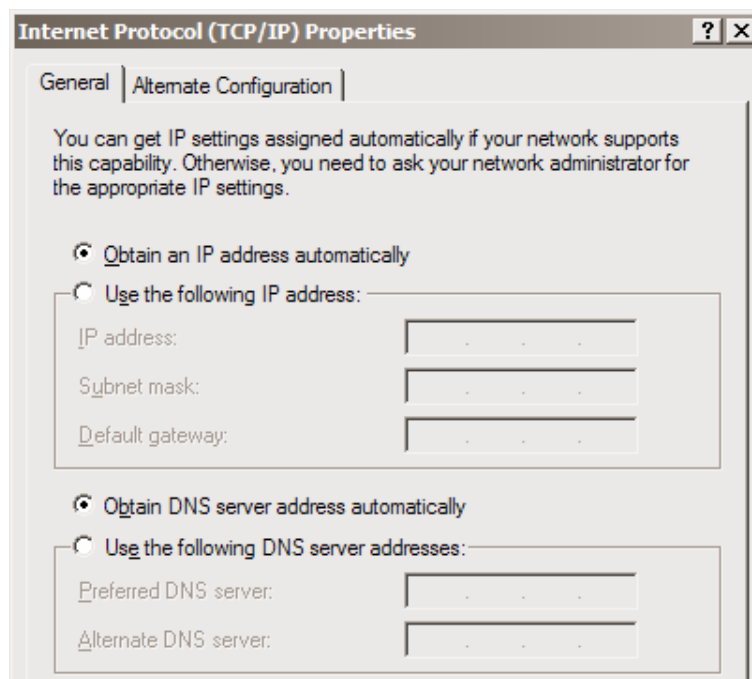 Internet Protocol (TCP/IP) Properties
General
Alternate Configuration
You can get IP settings assigned automatically if your network supports
this capability. Otherwise, you need to ask your network administrator for
the appropriate IP settings.
Obtain an IP address automatically
Use the following IP address:
IP address:
Subnet mask:
Default gateway:
Obtain DNS server address automatically
Use the following DNS server addresses:
Preferred DNS server:
Alternate DNS server: